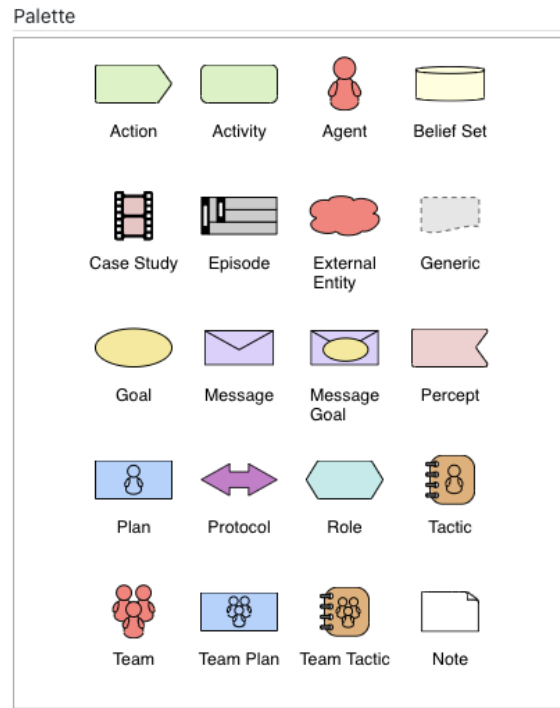 Palette
Action
Activity
Agent
Belief Set
Case Study
Episode
External
Entity
Generic
Goal
Message
Message
Goal
Percept
Plan
Protocol
Role
Tactic
Team
Team Plan
Team Tactic
Note